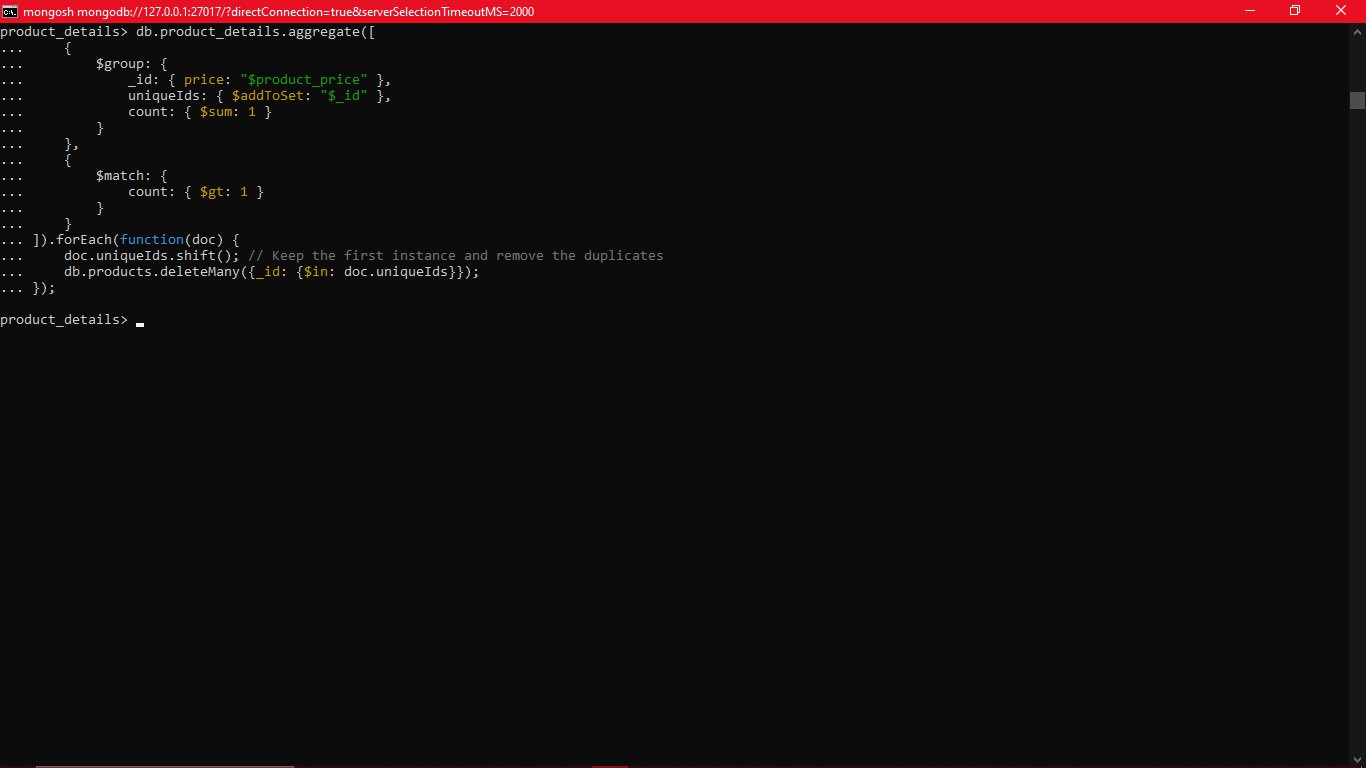 mongosh mongodb://127.0.0.1:27017/?directConnection=true&serverSelectionTimeoutMS=2000
product_details> db.product_details.aggregate([
...     {
...         $group: {
...             _id: { price: "$product_price" },
...             uniqueIds: { $addToSet: "$_id" },
...             count: { $sum: 1 }
...         }
...     },
...     {
...         $match: {
...             count: { $gt: 1 }
...         }
...     }
... ]).forEach(function(doc) {
...     doc.uniqueIds.shift(); // Keep the first instance and remove the duplicates
...     db.products.deleteMany({_id: {$in: doc.uniqueIds}});
... });
product_details>